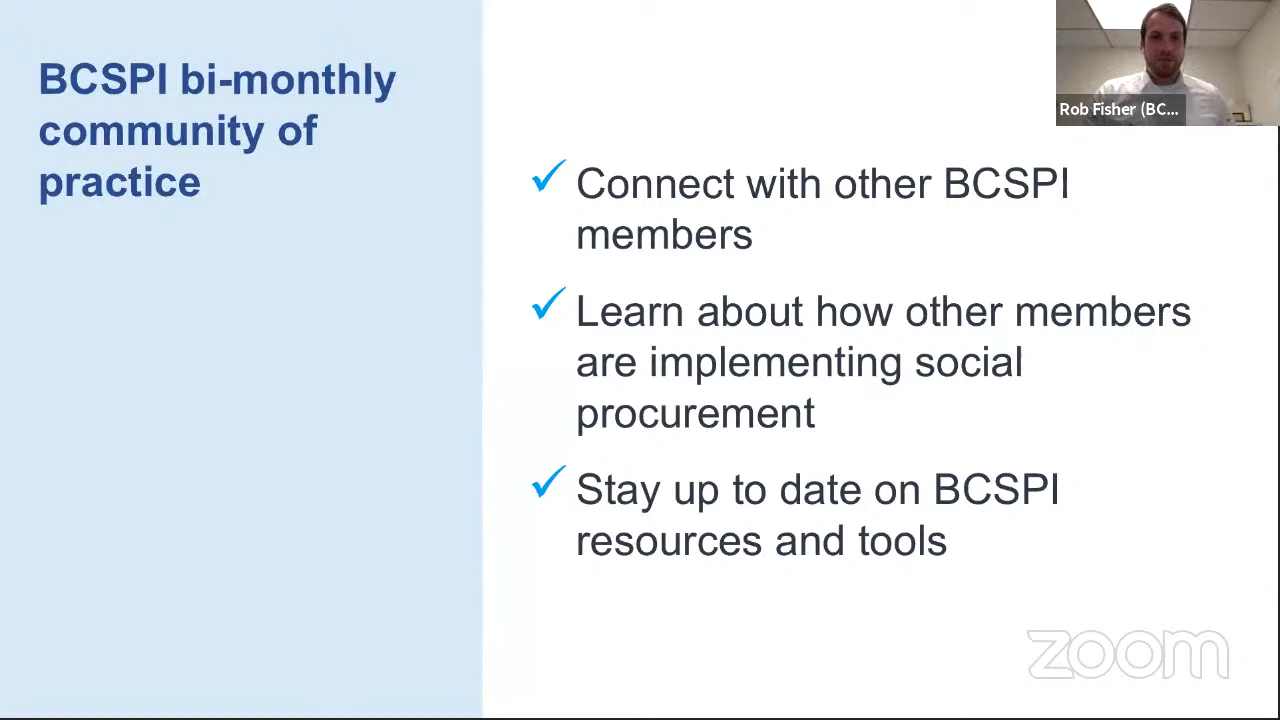 BCSPI bi-monthly
community of
practice
Rob Fisher (BC...
✓ Connect with other BCSPI
members
✓ Learn about how other members
are implementing social
procurement
✓ Stay up to date on BCSPI
resources and tools
zoom